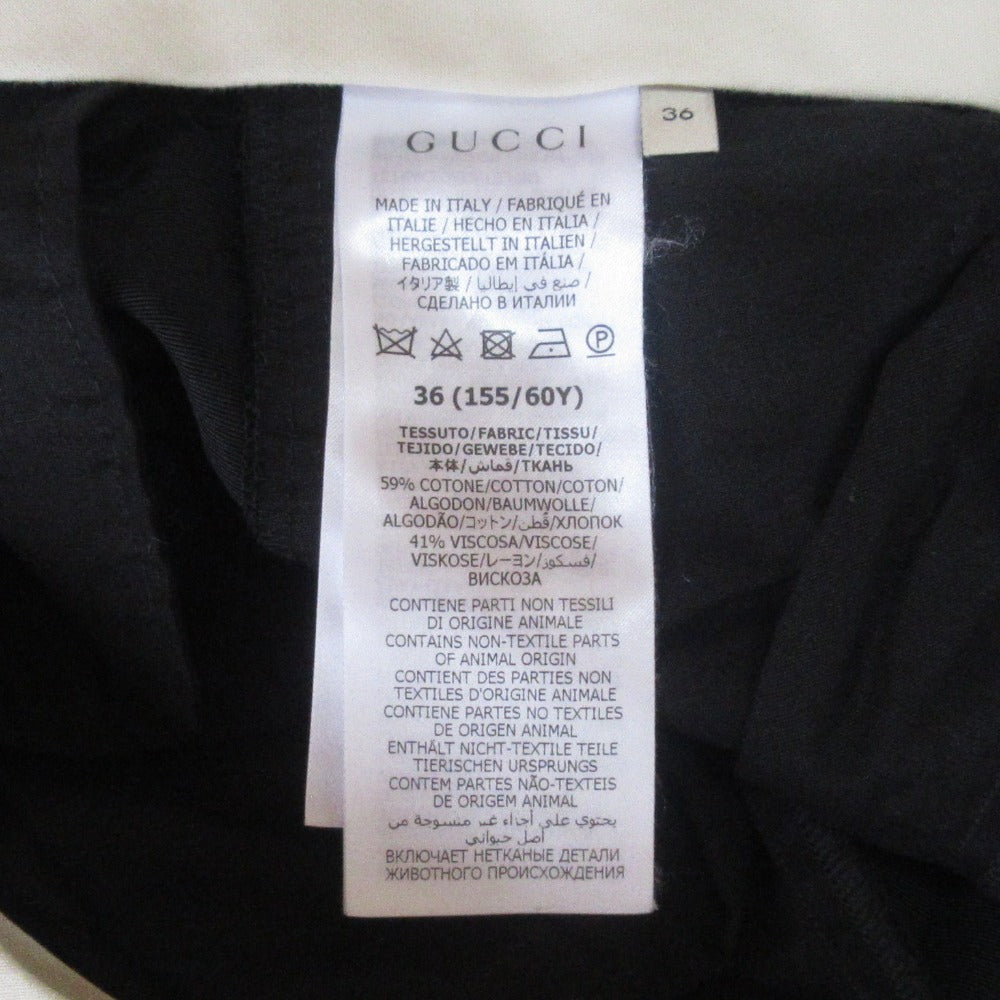 GUCCI
36
MADE IN ITALY / FABRIQUÉ EN
ITALIE / HECHO EN ITALIA /
HERGESTELLT IN ITALIEN /
FABRICADO EM ITÁLIA /
イタリア製 / صنع في إيطاليا /
СДЕЛАНО В ИТАЛИИ
P
36 (155/60Y)
TESSUTO/FABRIC/TISSU/
TEJIDO/GEWEBE/TECIDO/
本体/قماش/ТКАНЬ
59% COTONE/COTTON/COTON/
ALGODON/BAUMWOLLE/
ALGODÃO/コットン/قُطن/ХЛОПОК
41% VISCOSA/VISCOSE/
VISKOSE/レーヨン/فسكوز/
ВИСКОЗА
CONTIENE PARTI NON TESSILI
DI ORIGINE ANIMALE
CONTAINS NON-TEXTILE PARTS
OF ANIMAL ORIGIN
CONTIENT DES PARTIES NON
TEXTILES D'ORIGINE ANIMALE
CONTIENE PARTES NO TEXTILES
DE ORIGEN ANIMAL
ENTHÄLT NICHT-TEXTILE TEILE
TIERISCHEN URSPRUNGS
CONTEM PARTES NÃO-TEXTEIS
DE ORIGEM ANIMAL
يحتوي على أجزاء غير منسوجة من
أصل حيواني
ВКЛЮЧАЕТ НЕТКАНЫЕ ДЕТАЛИ
ЖИВОТНОГО ПРОИСХОЖДЕНИЯ